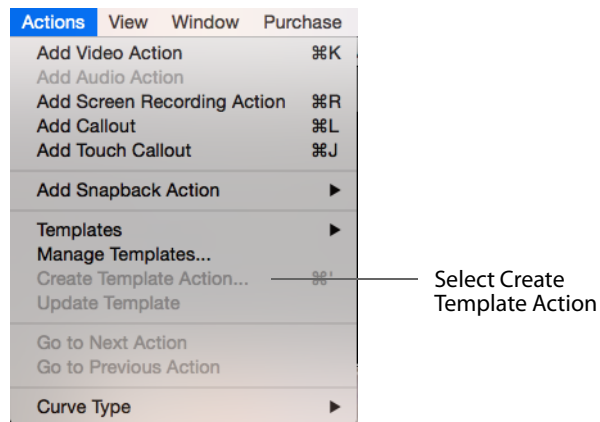 Actions View Window Purchase
Add Video Action ⌘K
Add Audio Action
Add Screen Recording Action ⌘R
Add Callout ⌘L
Add Touch Callout ⌘J
Add Snapback Action ▶
Templates ▶
Manage Templates...
Create Template Action... ⌘'
Update Template
Go to Next Action
Go to Previous Action
Curve Type ▶
Select Create
Template Action